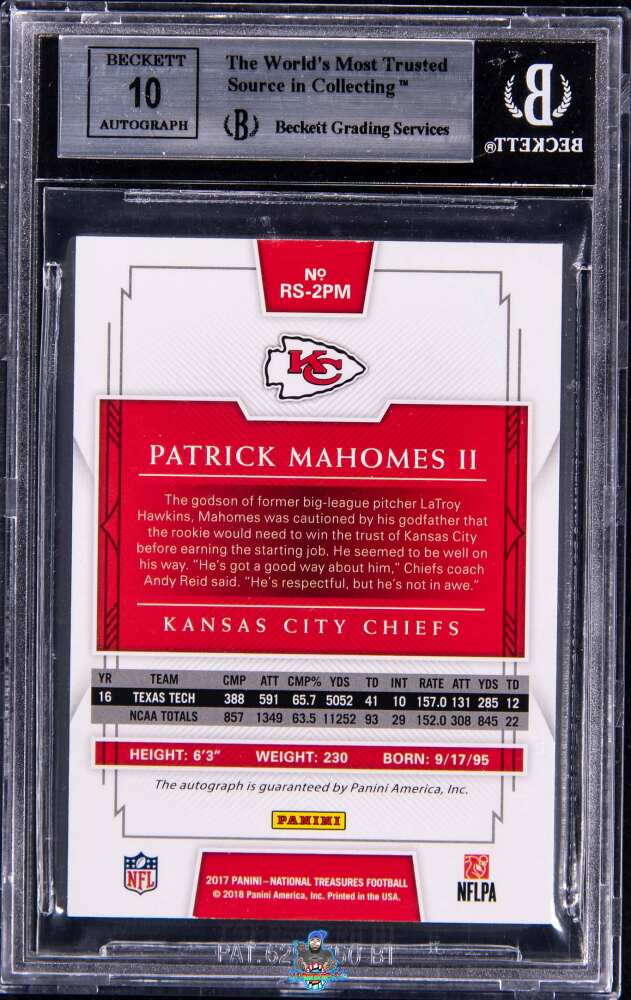 BECKETT
10
AUTOGRAPH
The World's Most Trusted
Source in Collecting™
B
Beckett Grading Services
B
BECKETT®
Nº
RS-2PM
KC
PATRICK MAHOMES II
The godson of former big-league pitcher LaTroy
Hawkins, Mahomes was cautioned by his godfather that
the rookie would need to win the trust of Kansas City
before earning the starting job. He seemed to be well on
his way. "He's got a good way about him," Chiefs coach
Andy Reid said. "He's respectful, but he's not in awe."
KANSAS CITY CHIEFS
YR TEAM CMP ATT CMP% YDS TD INT RATE ATT YDS TD
16 TEXAS TECH 388 591 65.7 5052 41 10 157.0 131 285 12
NCAA TOTALS 857 1349 63.5 11252 93 29 152.0 308 845 22
HEIGHT: 6'3" WEIGHT: 230 BORN: 9/17/95
The autograph is guaranteed by Panini America, Inc.
PANINI
NFL
2017 PANINI – NATIONAL TREASURES FOOTBALL
© 2018 Panini America, Inc. Printed in the USA.
NFLPA
PAT. 62